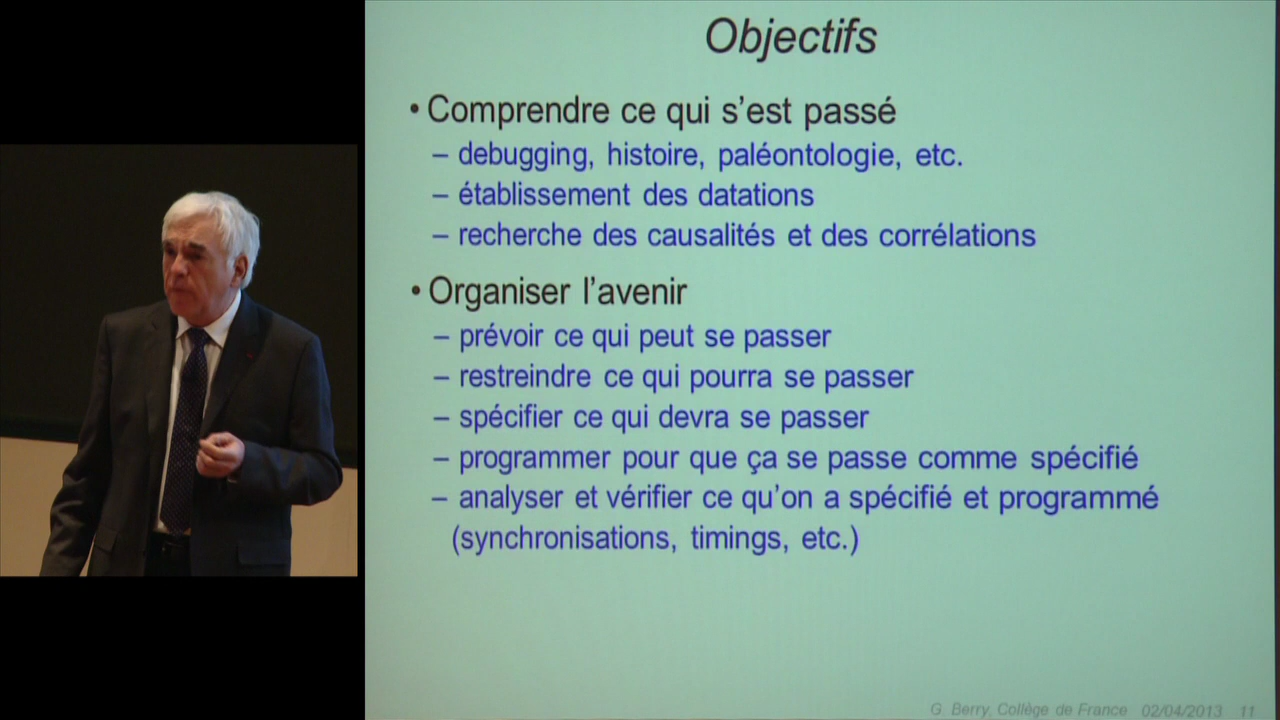 Objectifs
• Comprendre ce qui s'est passé
– debugging, histoire, paléontologie, etc.
– établissement des datations
– recherche des causalités et des corrélations
• Organiser l'avenir
– prévoir ce qui peut se passer
– restreindre ce qui pourra se passer
– spécifier ce qui devra se passer
– programmer pour que ça se passe comme spécifié
– analyser et vérifier ce qu'on a spécifié et programmé
(synchronisations, timings, etc.)
G. Berry, Collège de France 02/04/2013 11